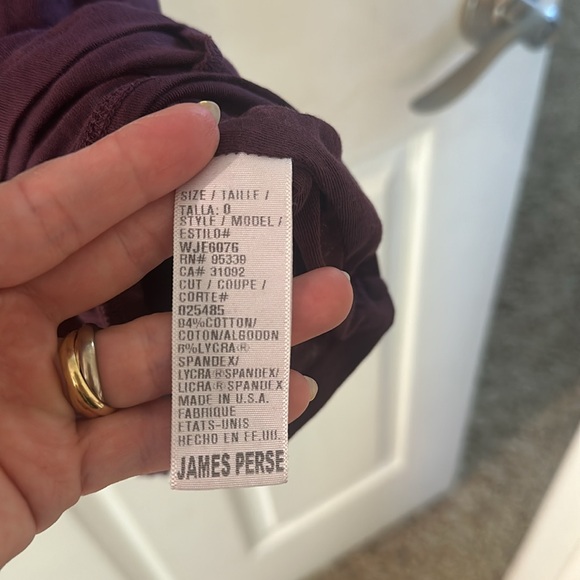 SIZE / TAILLE /
TALLA: 0
STYLE / MODEL /
ESTILO#
WJE6076
RN# 95339
CA# 31092
CUT / COUPE /
CORTE#
025485
94%COTTON/
COTON/ALGODON
6%LYCRA®
SPANDEX/
LYCRA®SPANDEX/
LICRA®SPANDEX
MADE IN U.S.A.
FABRIQUE
ETATS-UNIS
HECHO EN EE.UU.
JAMES PERSE